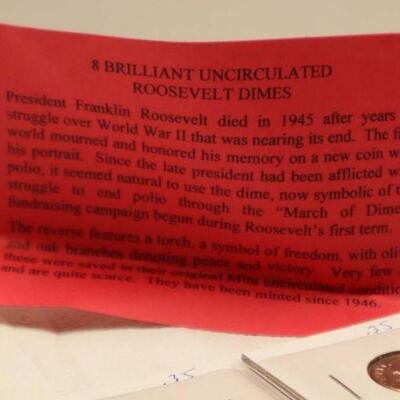 8 BRILLIANT UNCIRCULATED
ROOSEVELT DIMES
President Franklin Roosevelt died in 1945 after years
struggle over World War II that was nearing its end. The
world mourned and honored his memory on a new coin
his portrait. Since the late president had been afflicted
polio, it seemed natural to use the dime, now symbolic of
struggle to end polio through the "March of Dime
fundraising campaign begun during Roosevelt's first term.
The reverse features a torch, a symbol of freedom, with
and oak branches denoting peace and victory. Very few
these were saved in their original Mint uncirculated
and are quite scarce. They have been minted since 1946.
.35
.35